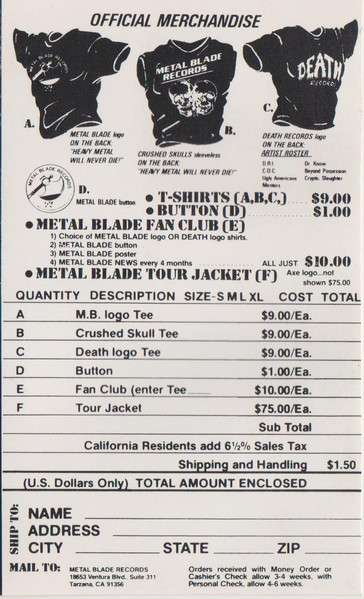 OFFICIAL MERCHANDISE
METAL BLADE RECORDS
METAL BLADE
RECORDS
DEATH
RECORDS
A.
B.
C.
METAL BLADE logo
ON THE BACK:
"HEAVY METAL
WILL NEVER DIE!"
CRUSHED SKULLS sleeveless
ON THE BACK:
"HEAVY METAL WILL NEVER DIE!"
DEATH RECORDS logo
ON THE BACK:
ARTIST ROSTER
D.R.I. Dr. Know
C.O.C. Beyond Possession
Ugly Americans Cryptic Slaughter
Mentors
METAL BLADE RECORDS
D.
METAL BLADE button
• T-SHIRTS (A,B,C,) $9.00
• BUTTON (D) $1.00
• METAL BLADE FAN CLUB (E)
1) Choice of METAL BLADE logo OR DEATH logo shirts.
2) METAL BLADE button
3) METAL BLADE poster
4) METAL BLADE NEWS every 4 months ALL JUST $10.00
• METAL BLADE TOUR JACKET (F) Axe logo...not
shown $75.00
QUANTITY DESCRIPTION SIZE-S M L XL COST TOTAL
A M.B. logo Tee $9.00/Ea.
B Crushed Skull Tee $9.00/Ea.
C Death logo Tee $9.00/Ea.
D Button $1.00/Ea.
E Fan Club (enter Tee $10.00/Ea.
F Tour Jacket $75.00/Ea.
Sub Total
California Residents add 6½% Sales Tax
Shipping and Handling $1.50
(U.S. Dollars Only) TOTAL AMOUNT ENCLOSED
SHIP TO:
NAME
ADDRESS
CITY STATE ZIP
MAIL TO: METAL BLADE RECORDS
18653 Ventura Blvd., Suite 311
Tarzana, CA 91356
Orders received with Money Order or
Cashier's Check allow 3-4 weeks, with
Personal Check, allow 4-6 weeks.